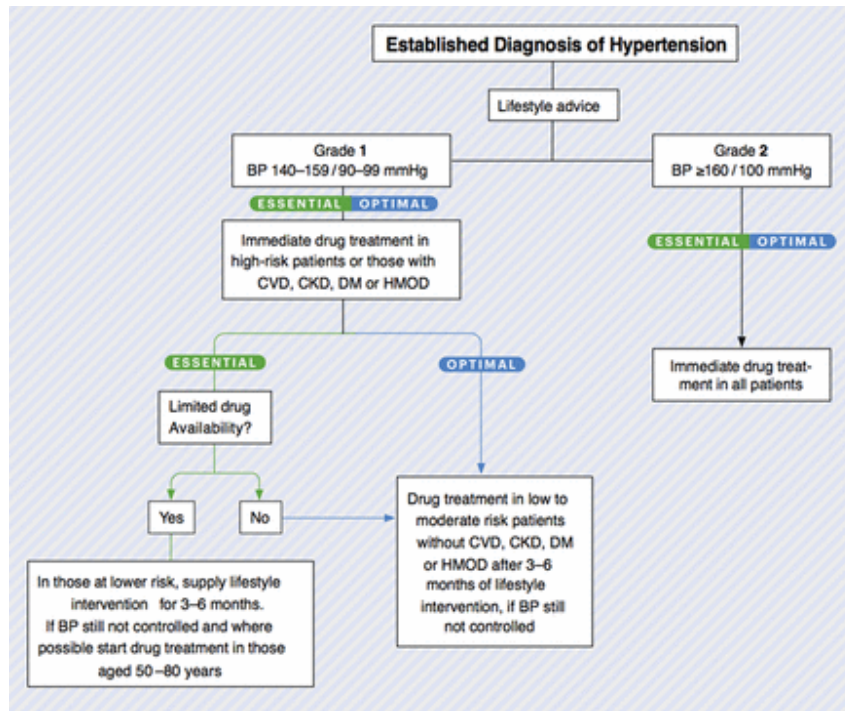 Established Diagnosis of Hypertension
Lifestyle advice
Grade 1
BP 140–159/90–99 mmHg
Grade 2
BP ≥160/100 mmHg
ESSENTIAL OPTIMAL
Immediate drug treatment in
high-risk patients or those with
CVD, CKD, DM or HMOD
ESSENTIAL OPTIMAL
Immediate drug treat-
ment in all patients
ESSENTIAL
OPTIMAL
Limited drug
Availability?
Yes
No
Drug treatment in low to
moderate risk patients
without CVD, CKD, DM
or HMOD after 3–6
months of lifestyle
intervention, if BP still
not controlled
In those at lower risk, supply lifestyle
intervention for 3–6 months.
If BP still not controlled and where
possible start drug treatment in those
aged 50–80 years